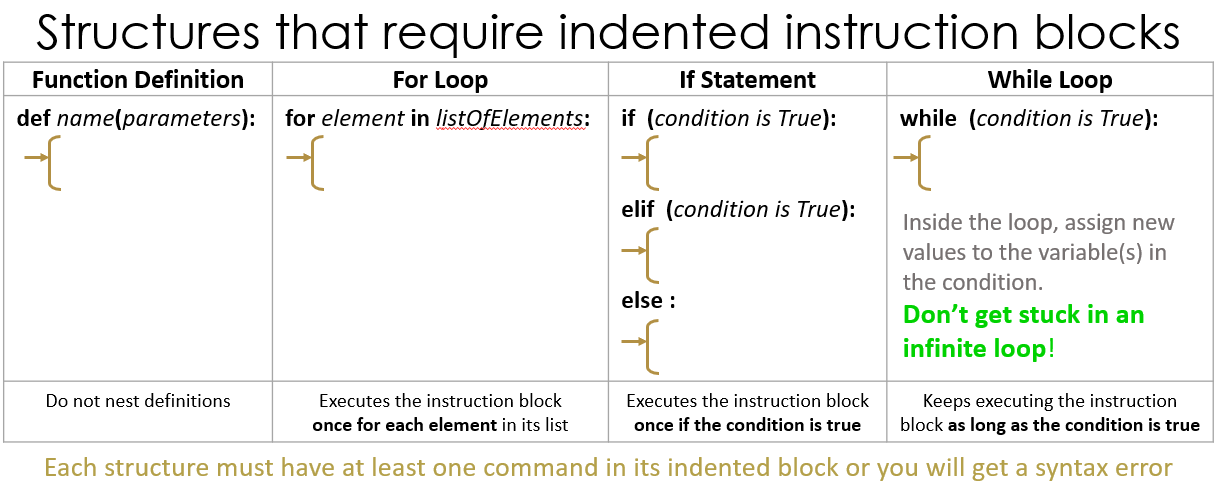 Structures that require indented instruction blocks
Function Definition
For Loop
If Statement
While Loop
def name(parameters):
for element in listOfElements:
if (condition is True):
elif (condition is True):
else :
while (condition is True):
Inside the loop, assign new
values to the variable(s) in
the condition.
Don’t get stuck in an
infinite loop!
Do not nest definitions
Executes the instruction block
once for each element in its list
Executes the instruction block
once if the condition is true
Keeps executing the instruction
block as long as the condition is true
Each structure must have at least one command in its indented block or you will get a syntax error